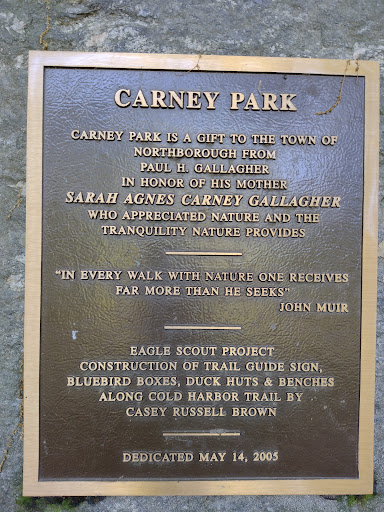 CARNEY PARK
CARNEY PARK IS A GIFT TO THE TOWN OF
NORTHBOROUGH FROM
PAUL H. GALLAGHER
IN HONOR OF HIS MOTHER
SARAH AGNES CARNEY GALLAGHER
WHO APPRECIATED NATURE AND THE
TRANQUILITY NATURE PROVIDES
"IN EVERY WALK WITH NATURE ONE RECEIVES
FAR MORE THAN HE SEEKS"
JOHN MUIR
EAGLE SCOUT PROJECT
CONSTRUCTION OF TRAIL GUIDE SIGN,
BLUEBIRD BOXES, DUCK HUTS & BENCHES
ALONG COLD HARBOR TRAIL BY
CASEY RUSSELL BROWN
DEDICATED MAY 14, 2005